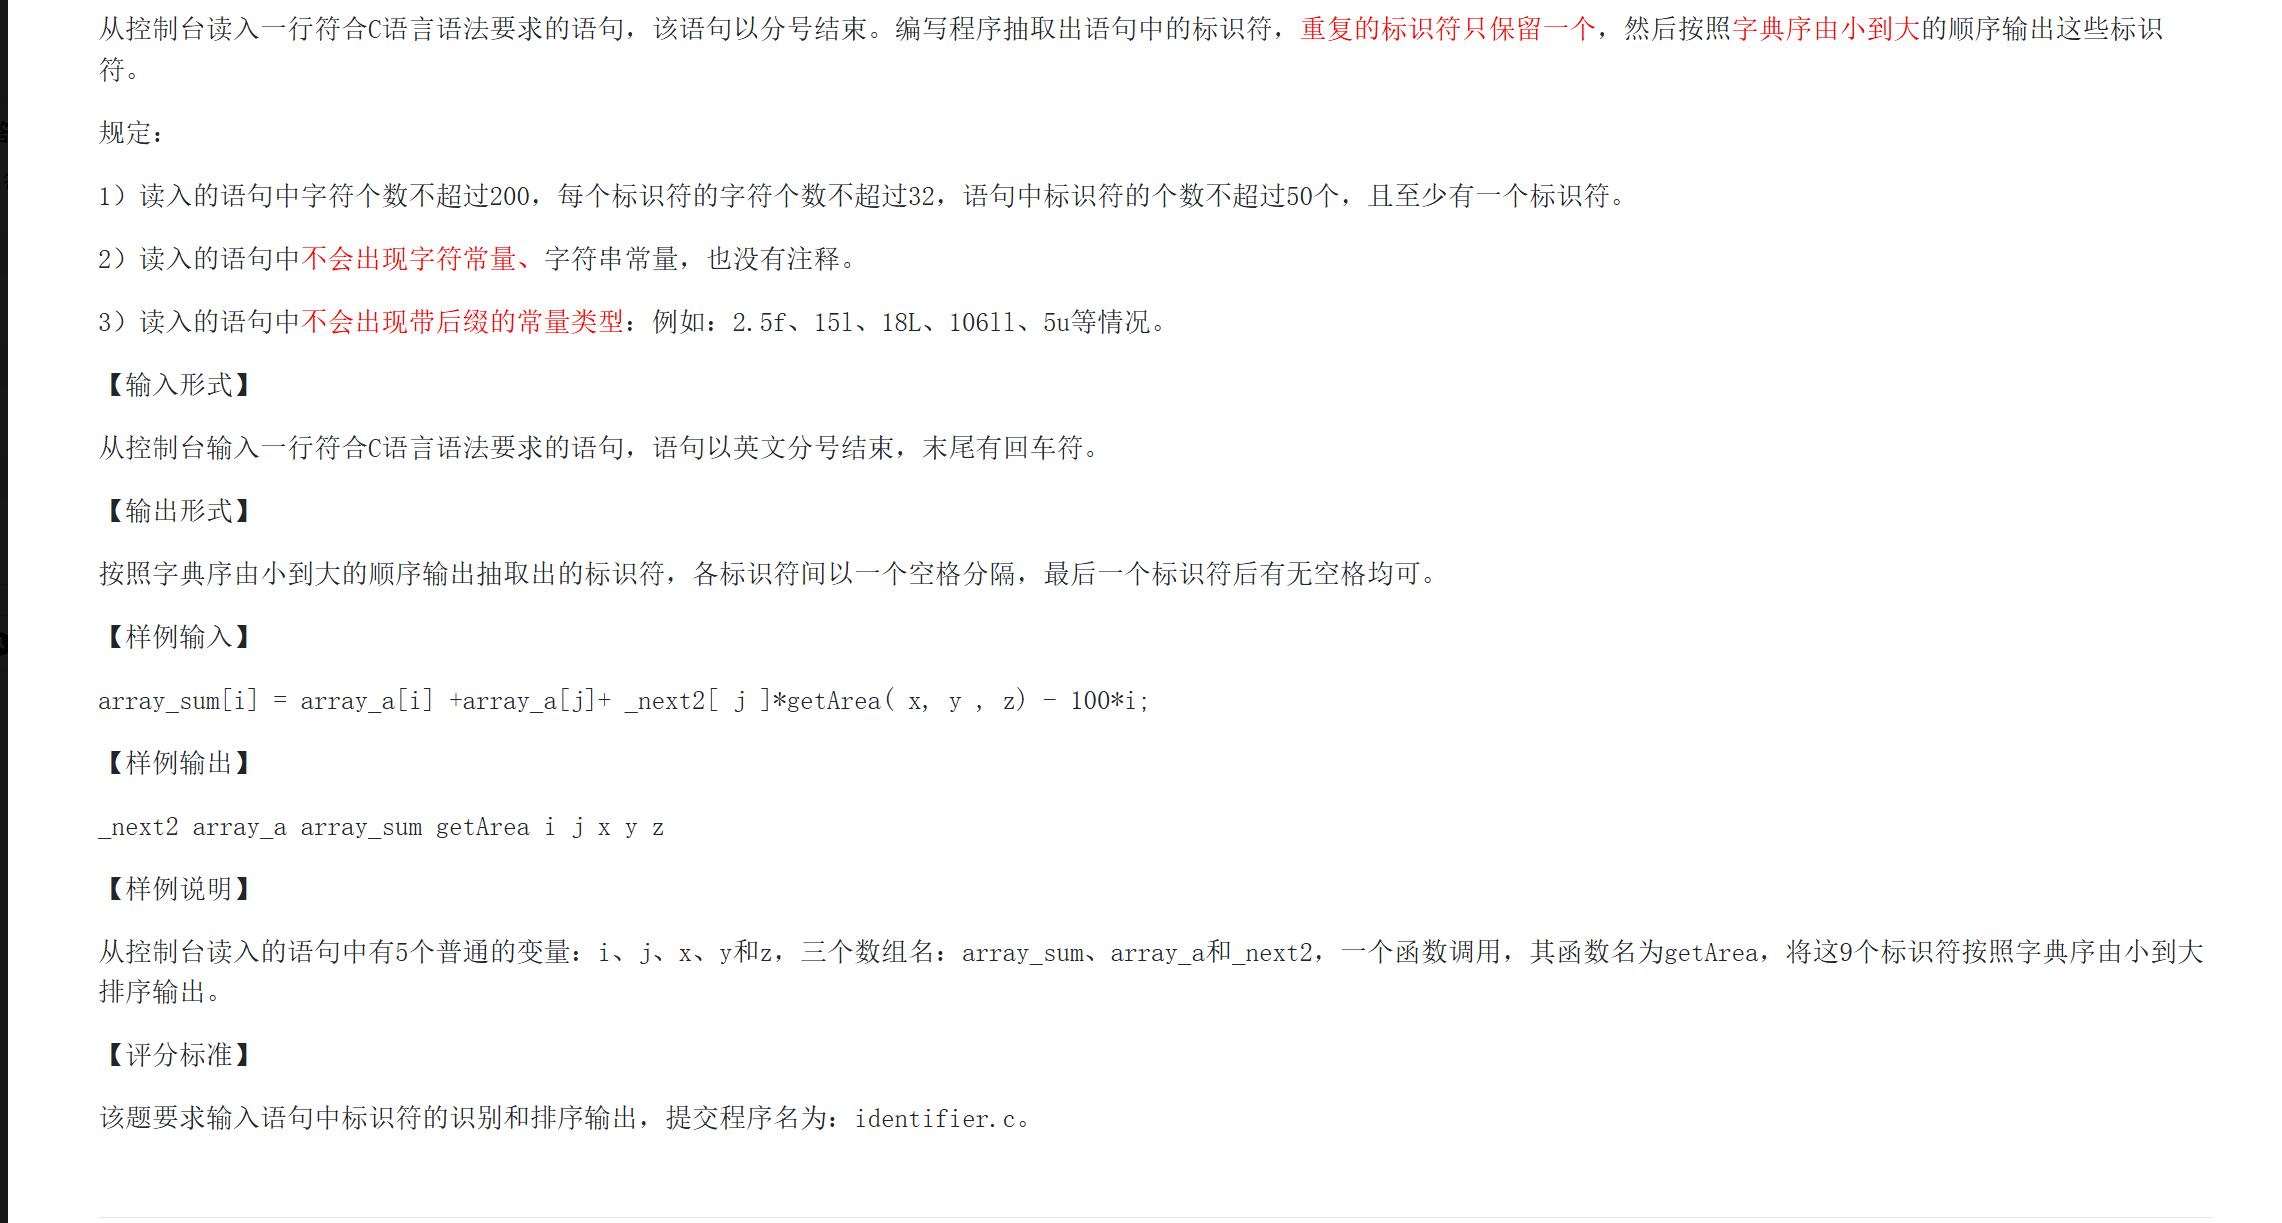 从控制台读入一行符合C语言语法要求的语句，该语句以分号结束。编写程序抽取出语句中的标识符，重复的标识符只保留一个，然后按照字典序由小到大的顺序输出这些标识
符。
规定：
1）读入的语句中字符个数不超过200，每个标识符的字符个数不超过32，语句中标识符的个数不超过50个，且至少有一个标识符。
2）读入的语句中不会出现字符常量、字符串常量，也没有注释。
3）读入的语句中不会出现带后缀的常量类型：例如：2.5f、15l、18L、106ll、5u等情况。
【输入形式】
从控制台输入一行符合C语言语法要求的语句，语句以英文分号结束，末尾有回车符。
【输出形式】
按照字典序由小到大的顺序输出抽取出的标识符，各标识符间以一个空格分隔，最后一个标识符后有无空格均可。
【样例输入】
array_sum[i] = array_a[i] +array_a[j]+ _next2[ j ]*getArea( x, y , z) - 100*i;
【样例输出】
_next2 array_a array_sum getArea i j x y z
【样例说明】
从控制台读入的语句中有5个普通的变量：i、j、x、y和z，三个数组名：array_sum、array_a和_next2，一个函数调用，其函数名为getArea，将这9个标识符按照字典序由小到大
排序输出。
【评分标准】
该题要求输入语句中标识符的识别和排序输出，提交程序名为：identifier.c。